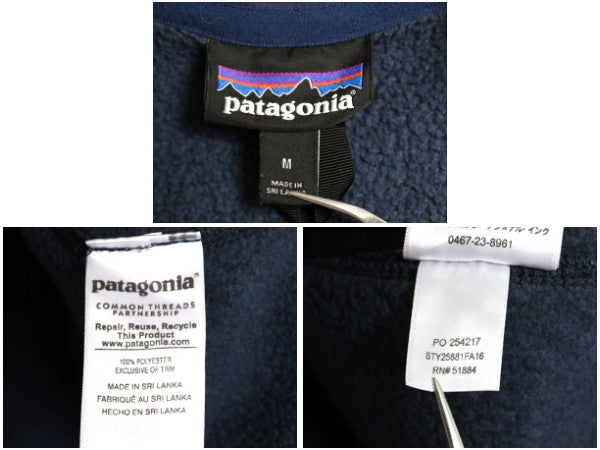 patagonia®
M
MADE IN
SRI LANKA
patagonia®
COMMON THREADS
PARTNERSHIP
Repair, Reuse, Recycle
This Product
www.patagonia.com
100% POLYESTER
EXCLUSIVE OF TRIM
MADE IN SRI LANKA
FABRIQUÉ AU SRI LANKA
HECHO EN SRI LANKA
0467-23-8961
PO 254217
STY25881FA16
RN# 51884